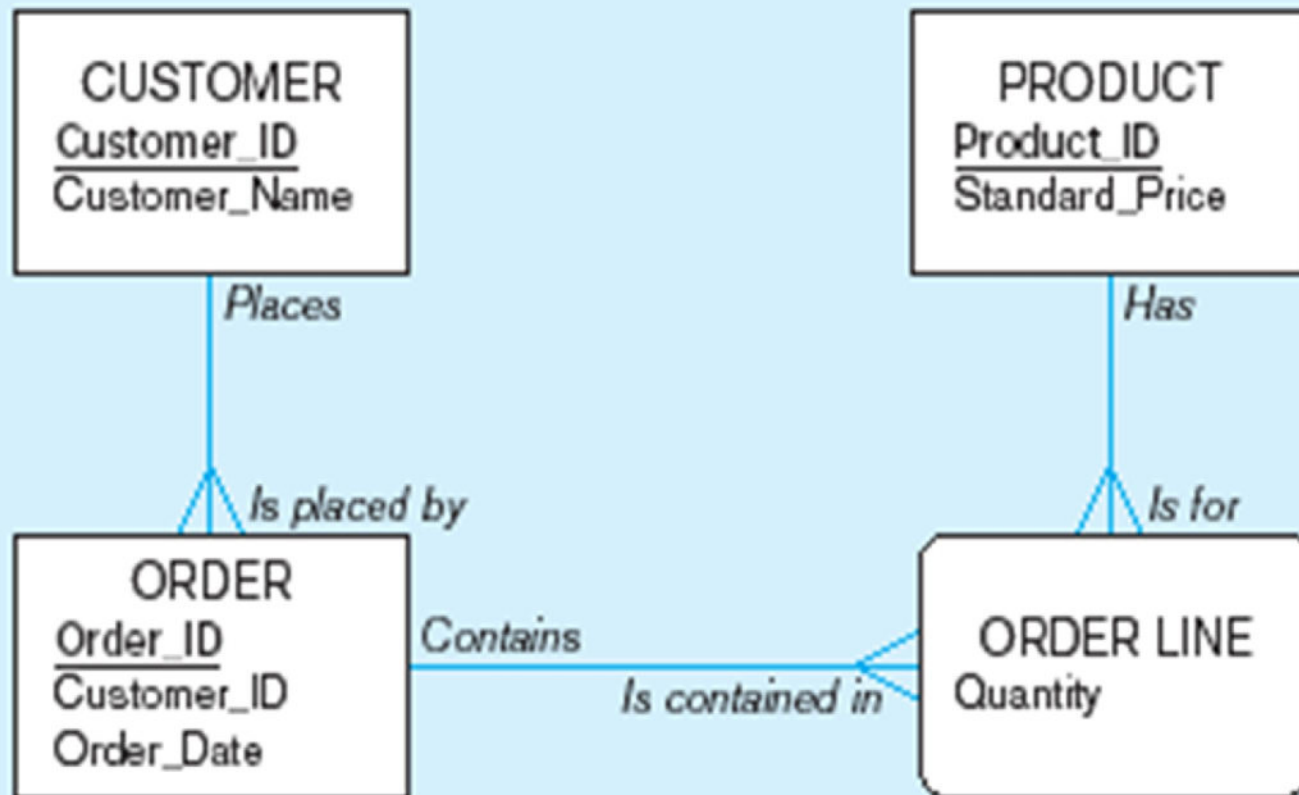 CUSTOMER
Customer_ID
Customer_Name
PRODUCT
Product_ID
Standard_Price
Places
Has
Is placed by
Is for
ORDER
Order_ID
Customer_ID
Order_Date
Contains
Is contained in
ORDER LINE
Quantity